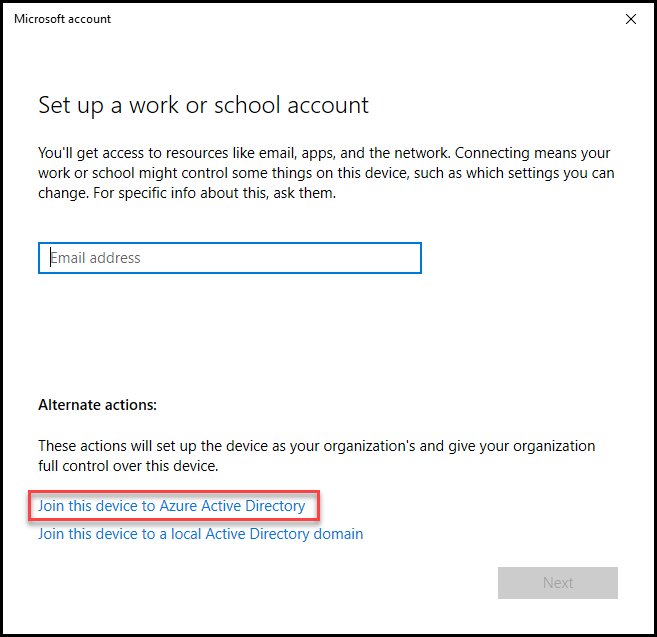 Microsoft account
Set up a work or school account
You'll get access to resources like email, apps, and the network. Connecting means your
work or school might control some things on this device, such as which settings you can
change. For specific info about this, ask them.
Email address
Alternate actions:
These actions will set up the device as your organization's and give your organization
full control over this device.
Join this device to Azure Active Directory
Join this device to a local Active Directory domain
Next